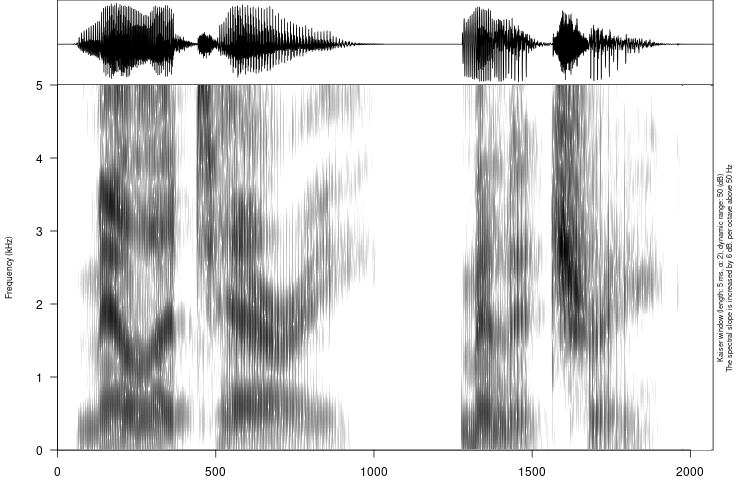 5
4
3
2
1
0
Frequency (kHz)
0 500 1000 1500 2000
Kaiser window (length: 5 ms, α: 2), dynamic range: 50 (dB)
The spectral slope is increased by 6 dB per octave above 50 Hz